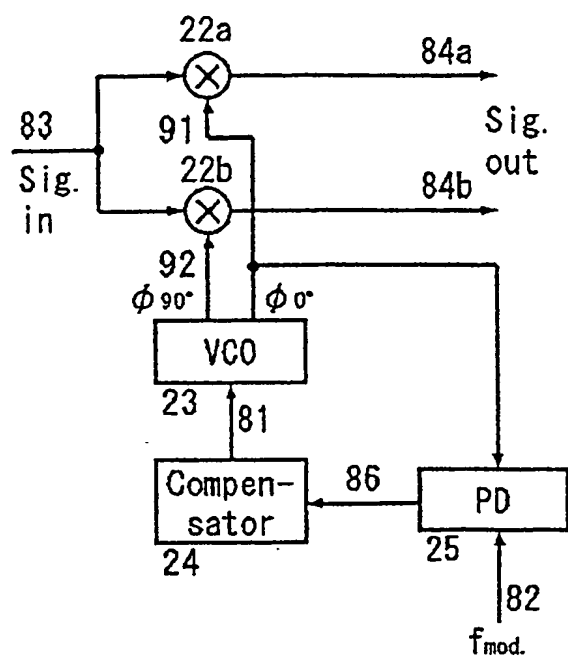 22a
84a
83
91
Sig.
out
Sig.
in
22b
84b
92
ϕ90°
ϕ0°
VCO
23
81
Compen-
sator
24
86
PD
25
82
fmod.